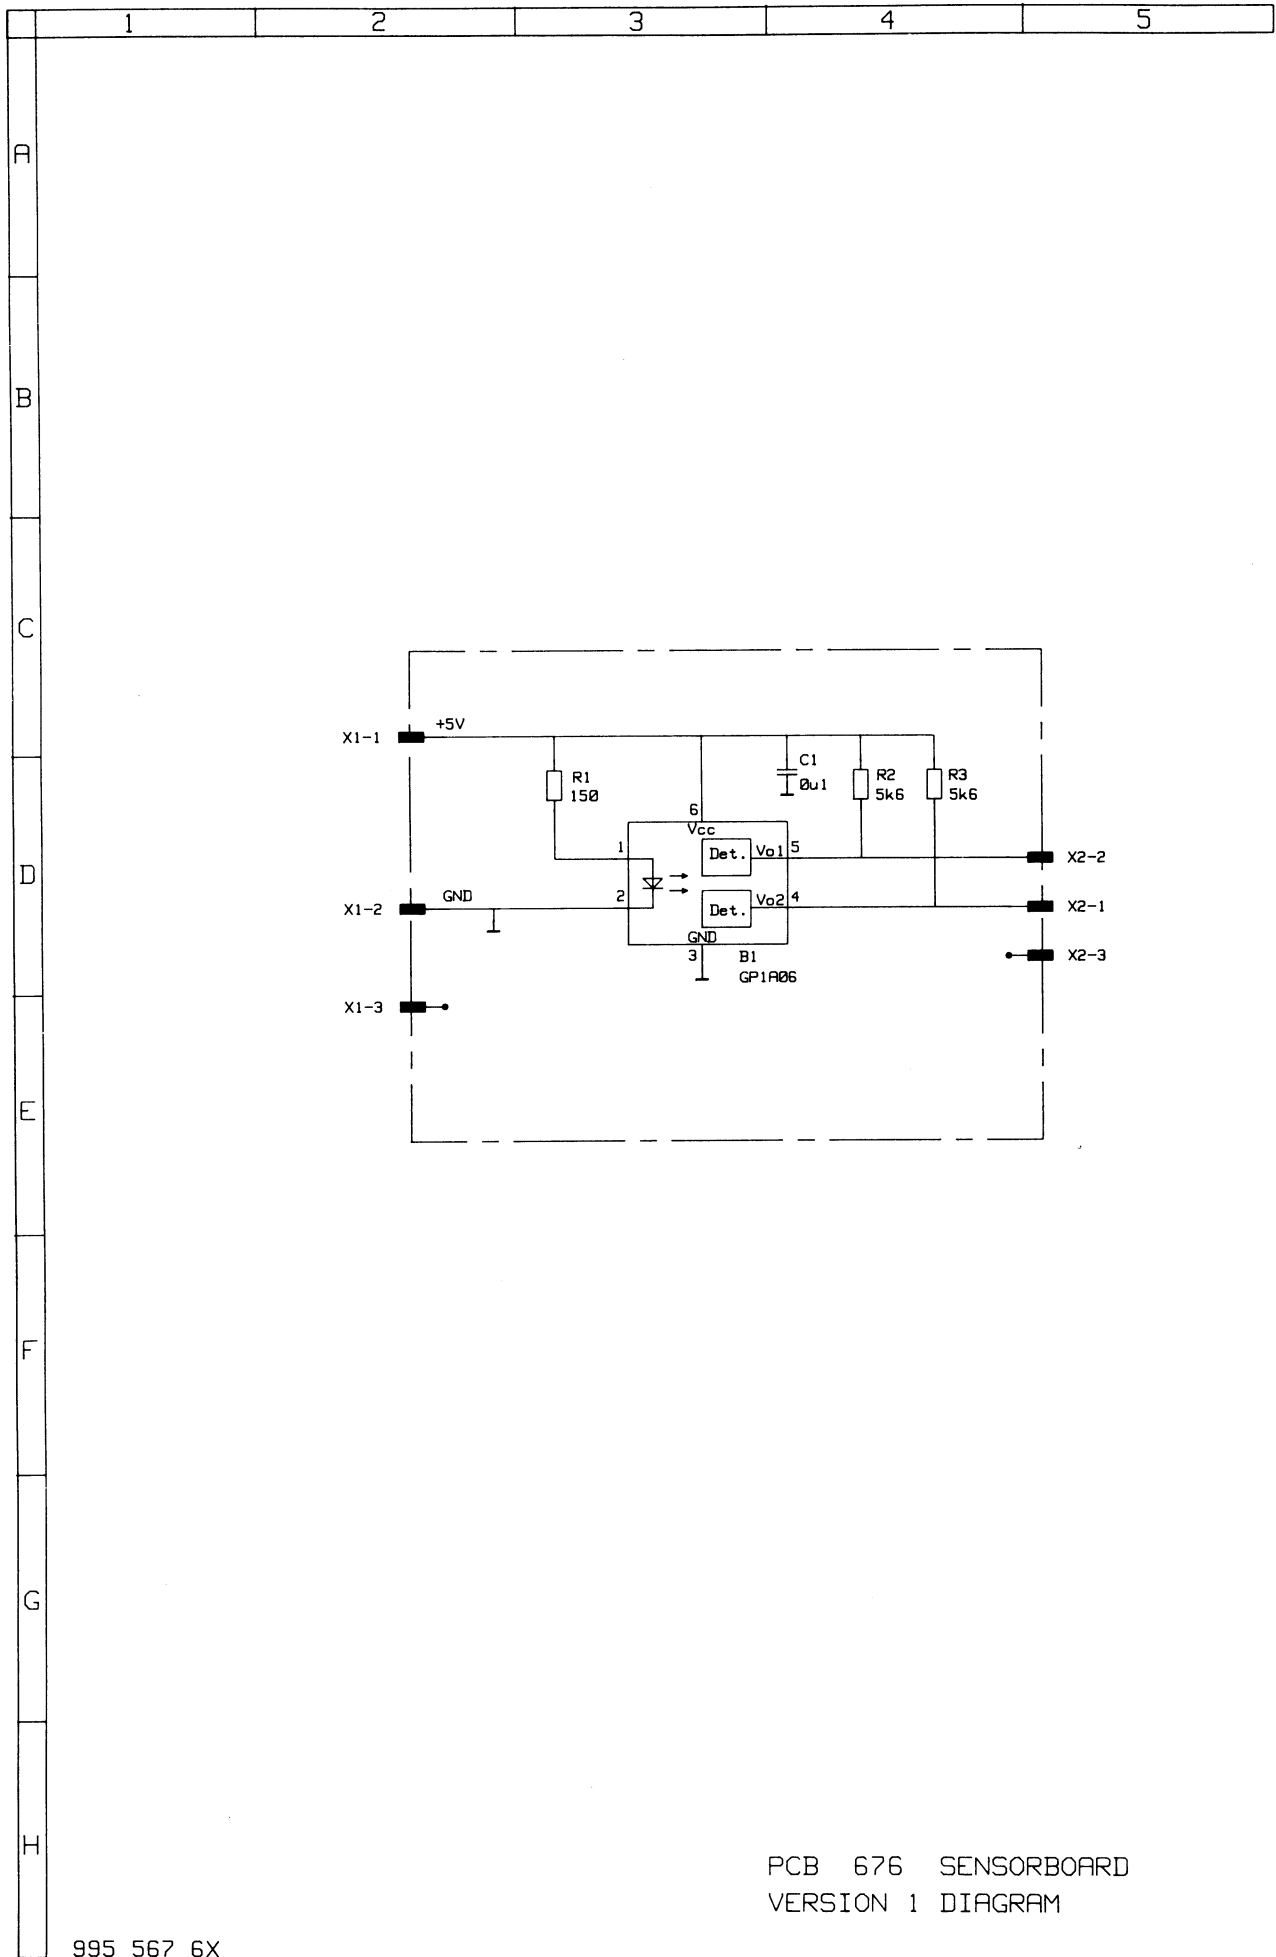 1 2 3 4 5
A
B
C
+5V
X1-1
C1
0u1
R1
150
R2
5k6
R3
5k6
6
Vcc
1
Det.
Vo1
5
X2-2
D
2
GND
X1-2
Det.
Vo2
4
X2-1
GND
3
B1
GP1A06
X2-3
X1-3
E
F
G
H
PCB 676 SENSORBOARD
VERSION 1 DIAGRAM
995 567 6X